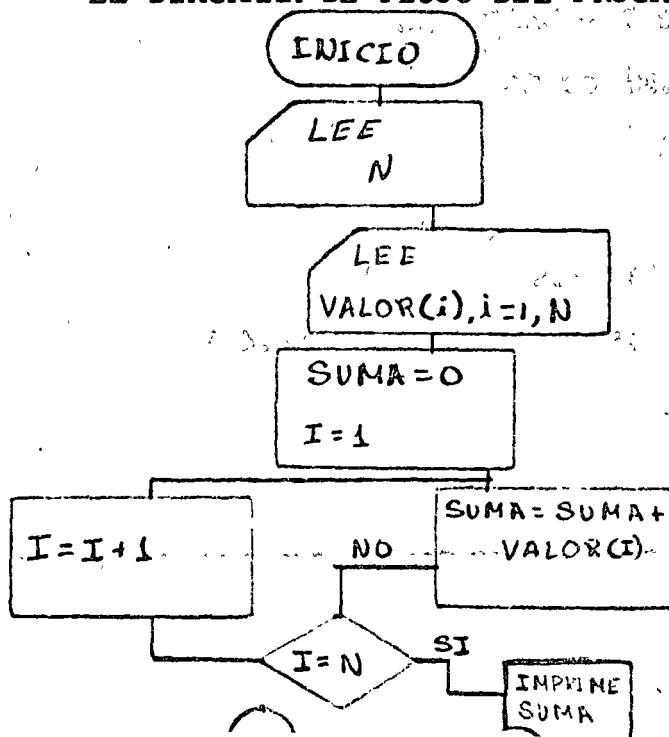 INICIO
LEE
N
LEE
VALOR(i), i=1, N
SUMA=0
I=1
I=I+1
SUMA=SUMA+
VALOR(I)
NO
I=N
SI
IMPRIME
SUMA